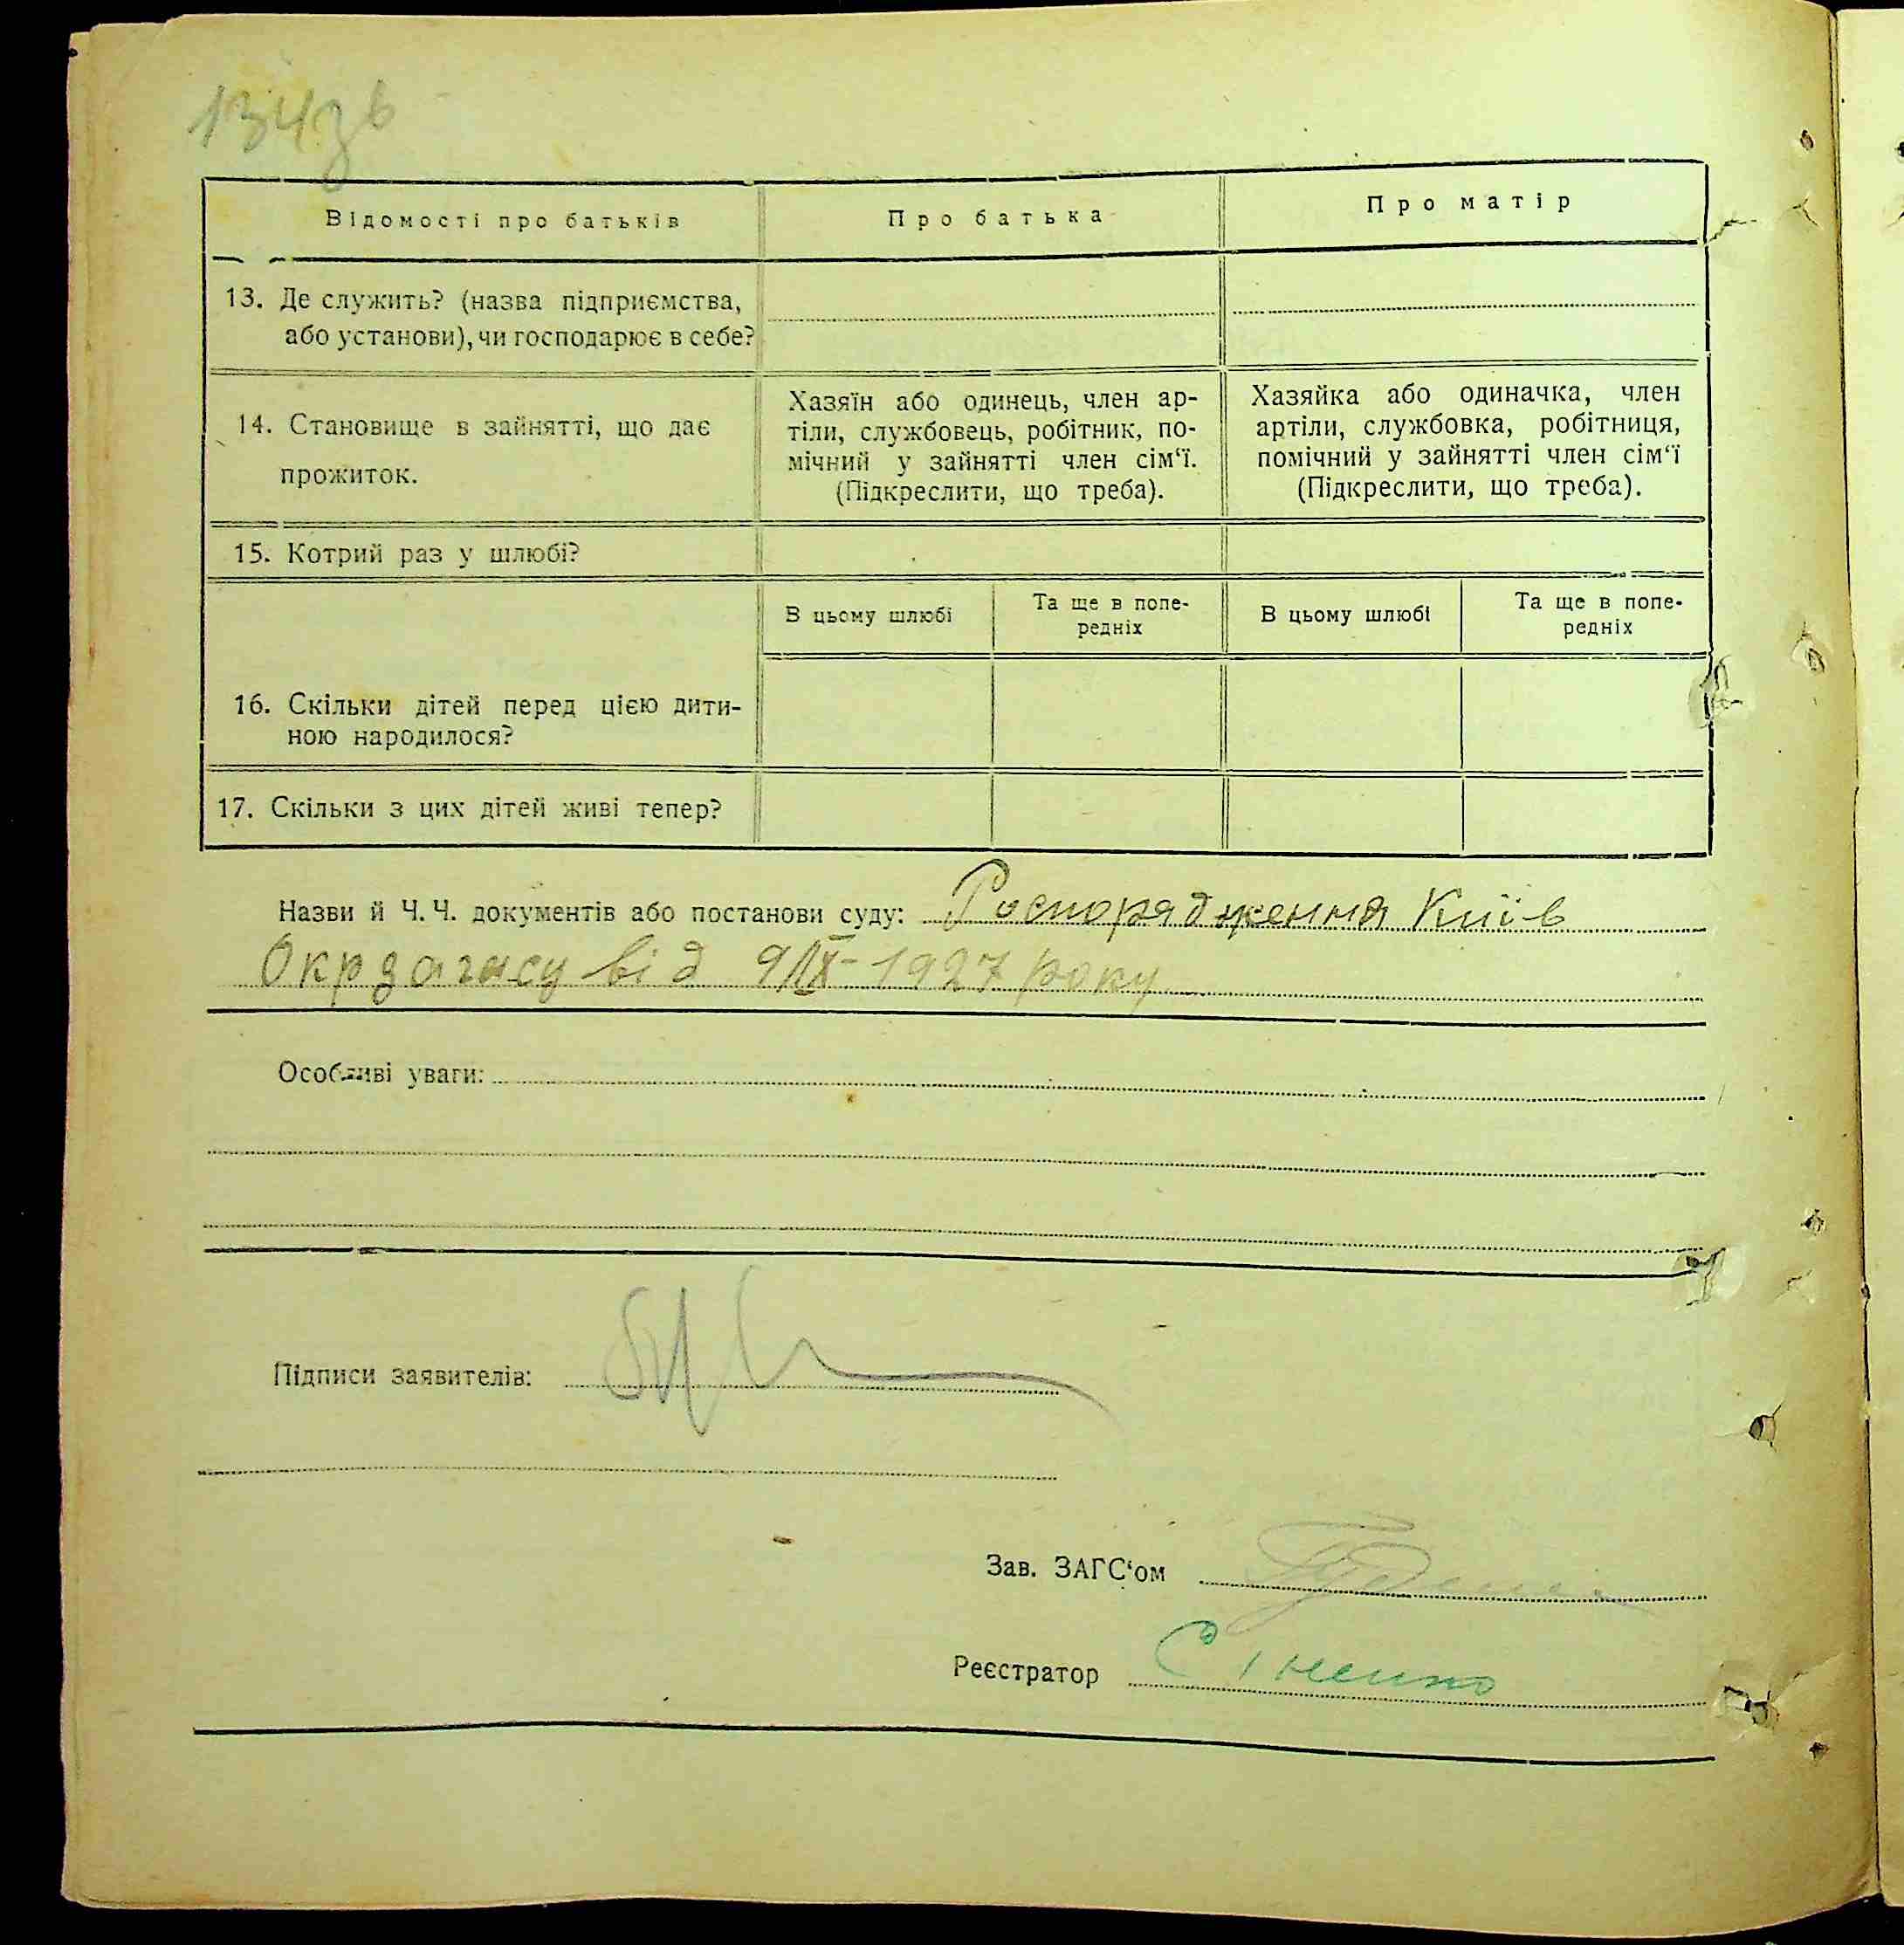 134зв
Відомості про батьків
Про батька
Про матір
13. Де служить? (назва підприємства,
або установи), чи господарює в себе?
14. Становище в зайнятті, що дає
прожиток.
Хазяїн або одинець, член ар-
тіли, службовець, робітник, по-
мічний у зайнятті член сім‘ї.
(Підкреслити, що треба).
Хазяйка або одиначка, член
артіли, службовка, робітниця,
помічний у зайнятті член сім‘ї
(Підкреслити, що треба).
15. Котрий раз у шлюбі?
В цьому шлюбі
Та ще в попе-
редніх
В цьому шлюбі
Та ще в попе-
редніх
16. Скільки дітей перед цією дити-
ною народилося?
17. Скільки з цих дітей живі тепер?
Назви й Ч. Ч. документів або постанови суду: Роспорядження Київ
Окрзагасу від 9/IX-1927 року
Особливі уваги:
Підписи заявителів:
Зав. ЗАГС‘ом
Реєстратор Сіненко